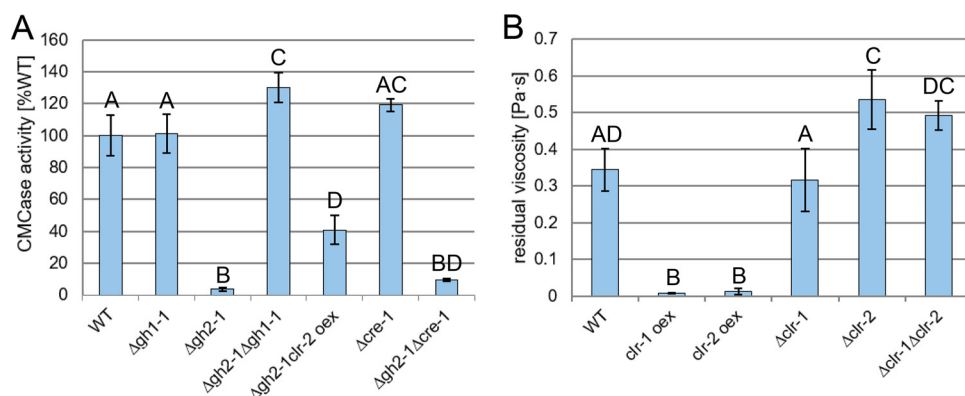 A
CMCase activity [%WT]
160
140
120
100
80
60
40
20
0
A
A
B
C
D
AC
BD
WT
Δgh1-1
Δgh2-1
Δgh2-1Δgh1-1
Δgh2-1clr-2 oex
Δcre-1
Δgh2-1Δcre-1
B
residual viscosity [Pa·s]
0.7
0.6
0.5
0.4
0.3
0.2
0.1
0
AD
B
B
A
C
DC
WT
clr-1 oex
clr-2 oex
Δclr-1
Δclr-2
Δclr-1Δclr-2